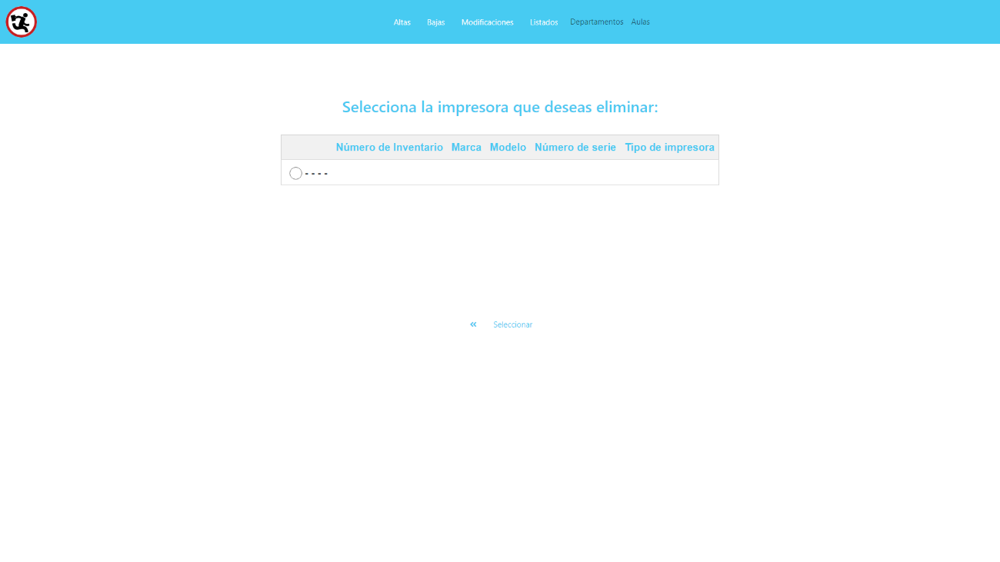 Altas Bajas Modificaciones Listados Departamentos Aulas
Selecciona la impresora que deseas eliminar:
Número de Inventario Marca Modelo Número de serie Tipo de impresora
- - - -
« Seleccionar